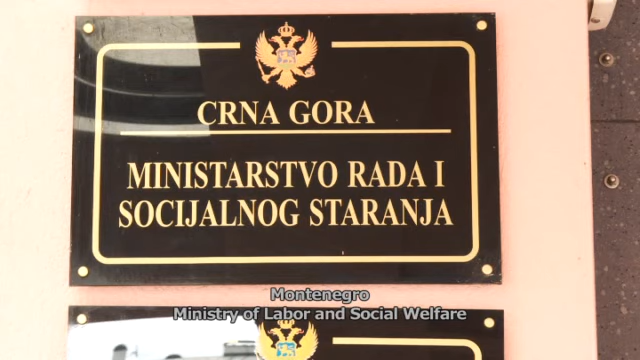 CRNA GORA
MINISTARSTVO RADA I
SOCIJALNOG STARANJA
Montenegro
Ministry of Labor and Social Welfare